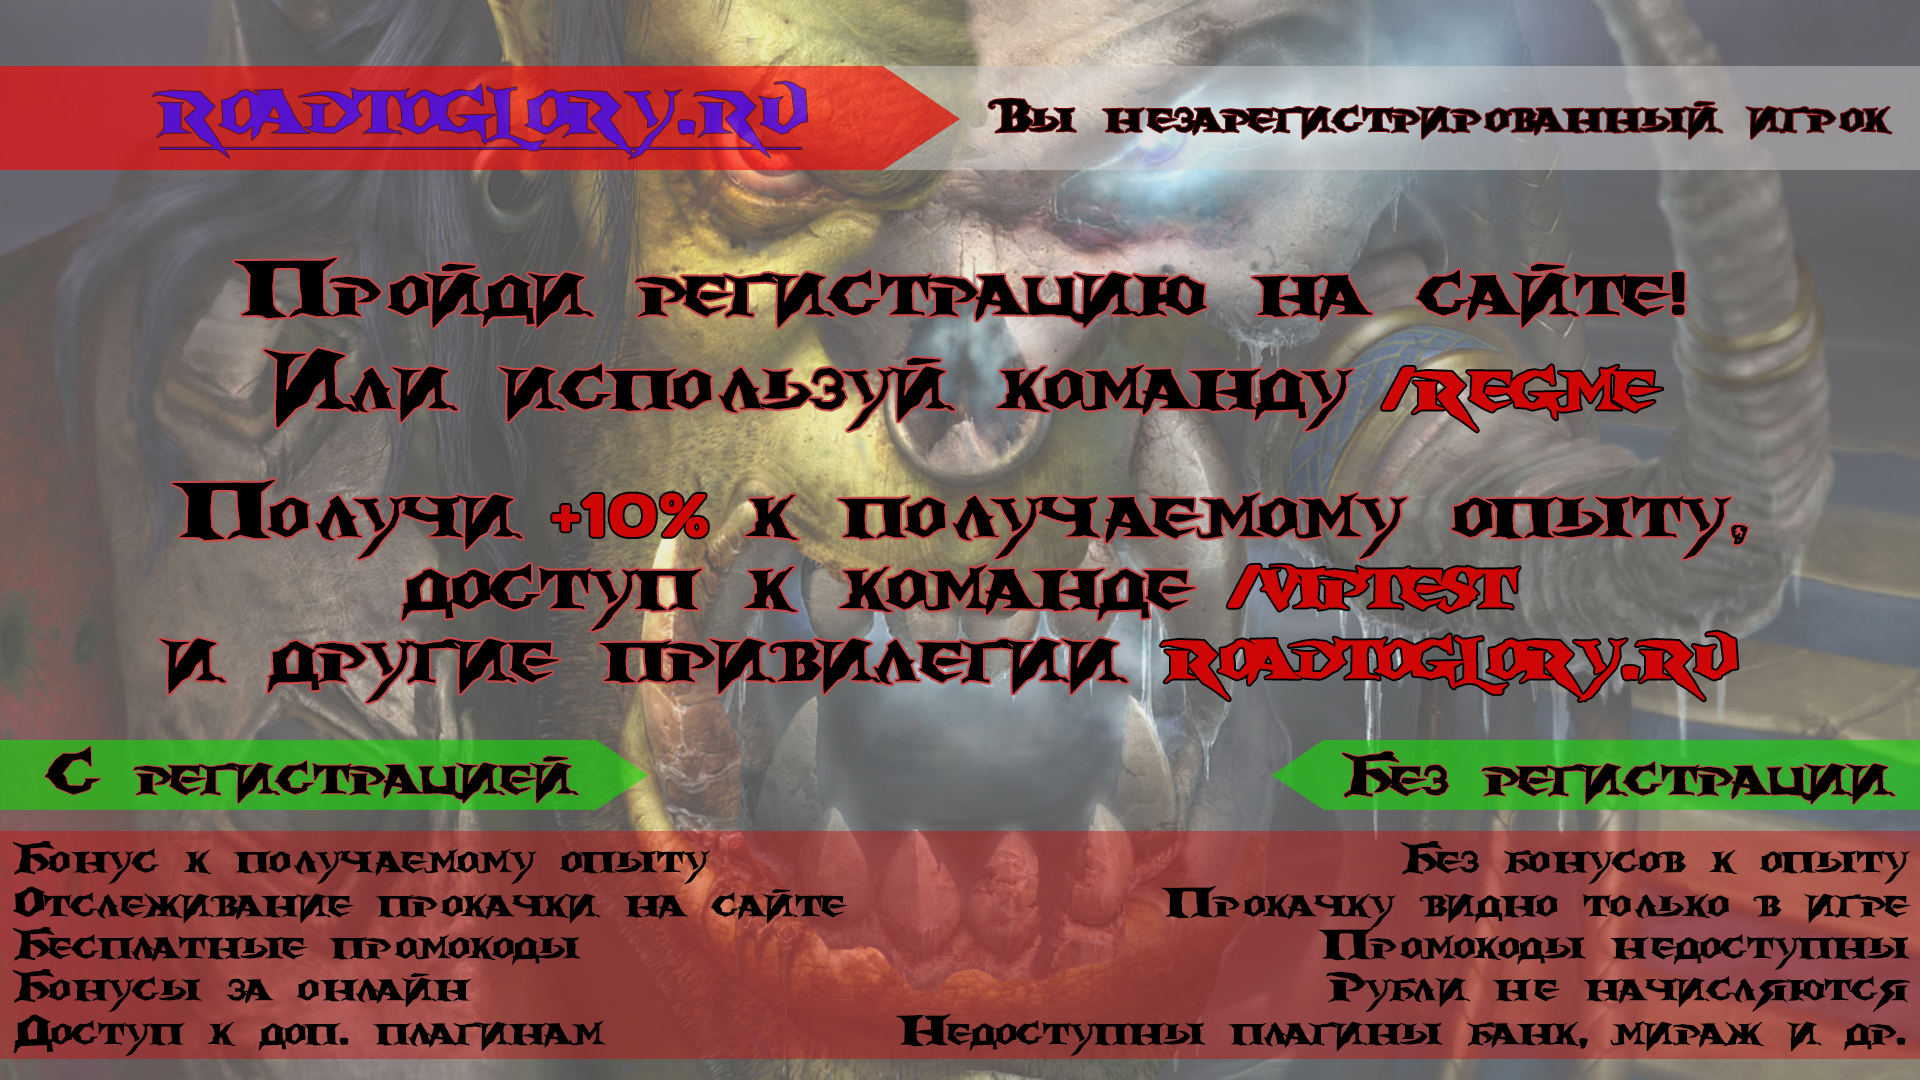 RoadToGlory.RU
Вы незарегистрированный игрок
Пройди регистрацию на сайте!
Или используй команду /regme
Получи +10% к получаемому опыту,
доступ к команде /viptest
и другие привилегии RoadToGlory.RU
С регистрацией
Без регистрации
Бонус к получаемому опыту
Отслеживание прокачки на сайте
Бесплатные промокоды
Бонусы за онлайн
Доступ к доп. плагинам
Без бонусов к опыту
Прокачку видно только в игре
Промокоды недоступны
Рубли не начисляются
Недоступны плагины банк, мираж и др.